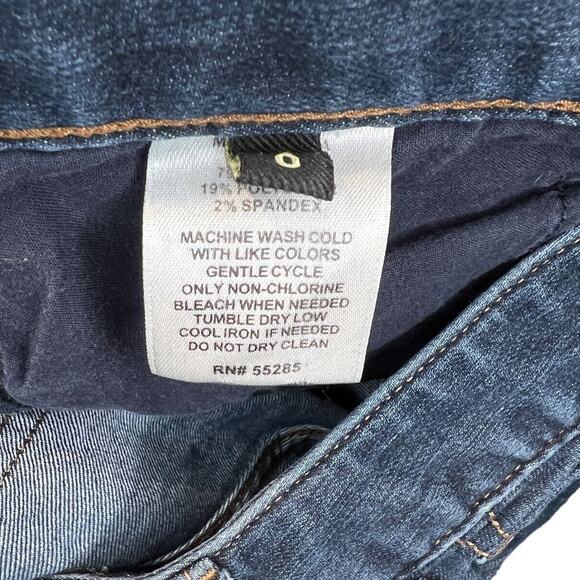 19%
2% SPANDEX
MACHINE WASH COLD
WITH LIKE COLORS
GENTLE CYCLE
ONLY NON-CHLORINE
BLEACH WHEN NEEDED
TUMBLE DRY LOW
COOL IRON IF NEEDED
DO NOT DRY CLEAN
RN# 55285